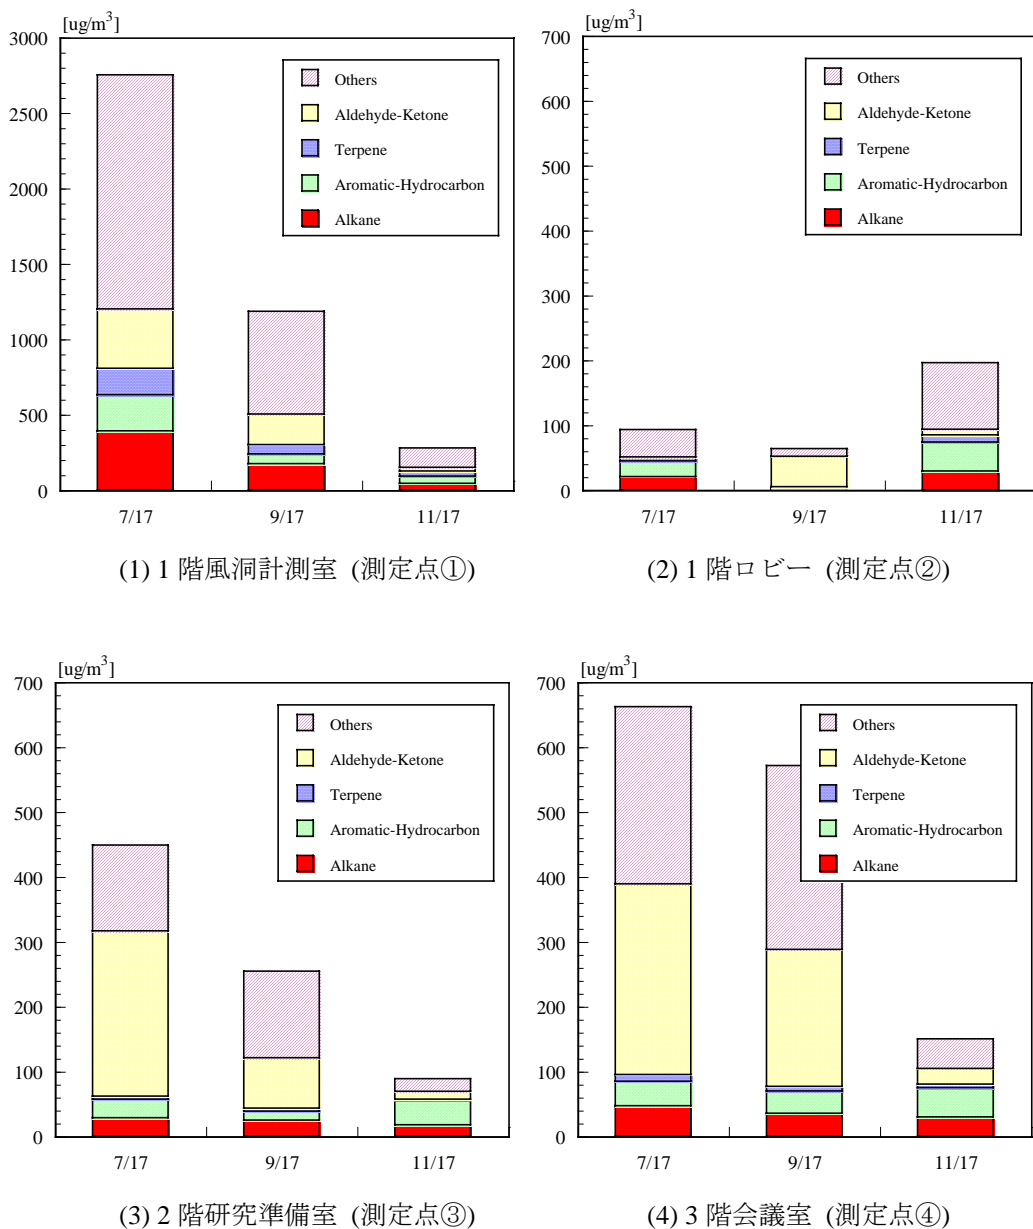 [ug/m3]
3000
2500
2000
1500
1000
500
0
Others
Aldehyde-Ketone
Terpene
Aromatic-Hydrocarbon
Alkane
7/17 9/17 11/17
(1) 1 階風洞計測室 (測定点①)
[ug/m3]
700
600
500
400
300
200
100
0
Others
Aldehyde-Ketone
Terpene
Aromatic-Hydrocarbon
Alkane
7/17 9/17 11/17
(2) 1 階ロビー (測定点②)
[ug/m3]
700
600
500
400
300
200
100
0
Others
Aldehyde-Ketone
Terpene
Aromatic-Hydrocarbon
Alkane
7/17 9/17 11/17
(3) 2 階研究準備室 (測定点③)
[ug/m3]
700
600
500
400
300
200
100
0
Others
Aldehyde-Ketone
Terpene
Aromatic-Hydrocarbon
Alkane
7/17 9/17 11/17
(4) 3 階会議室 (測定点④)